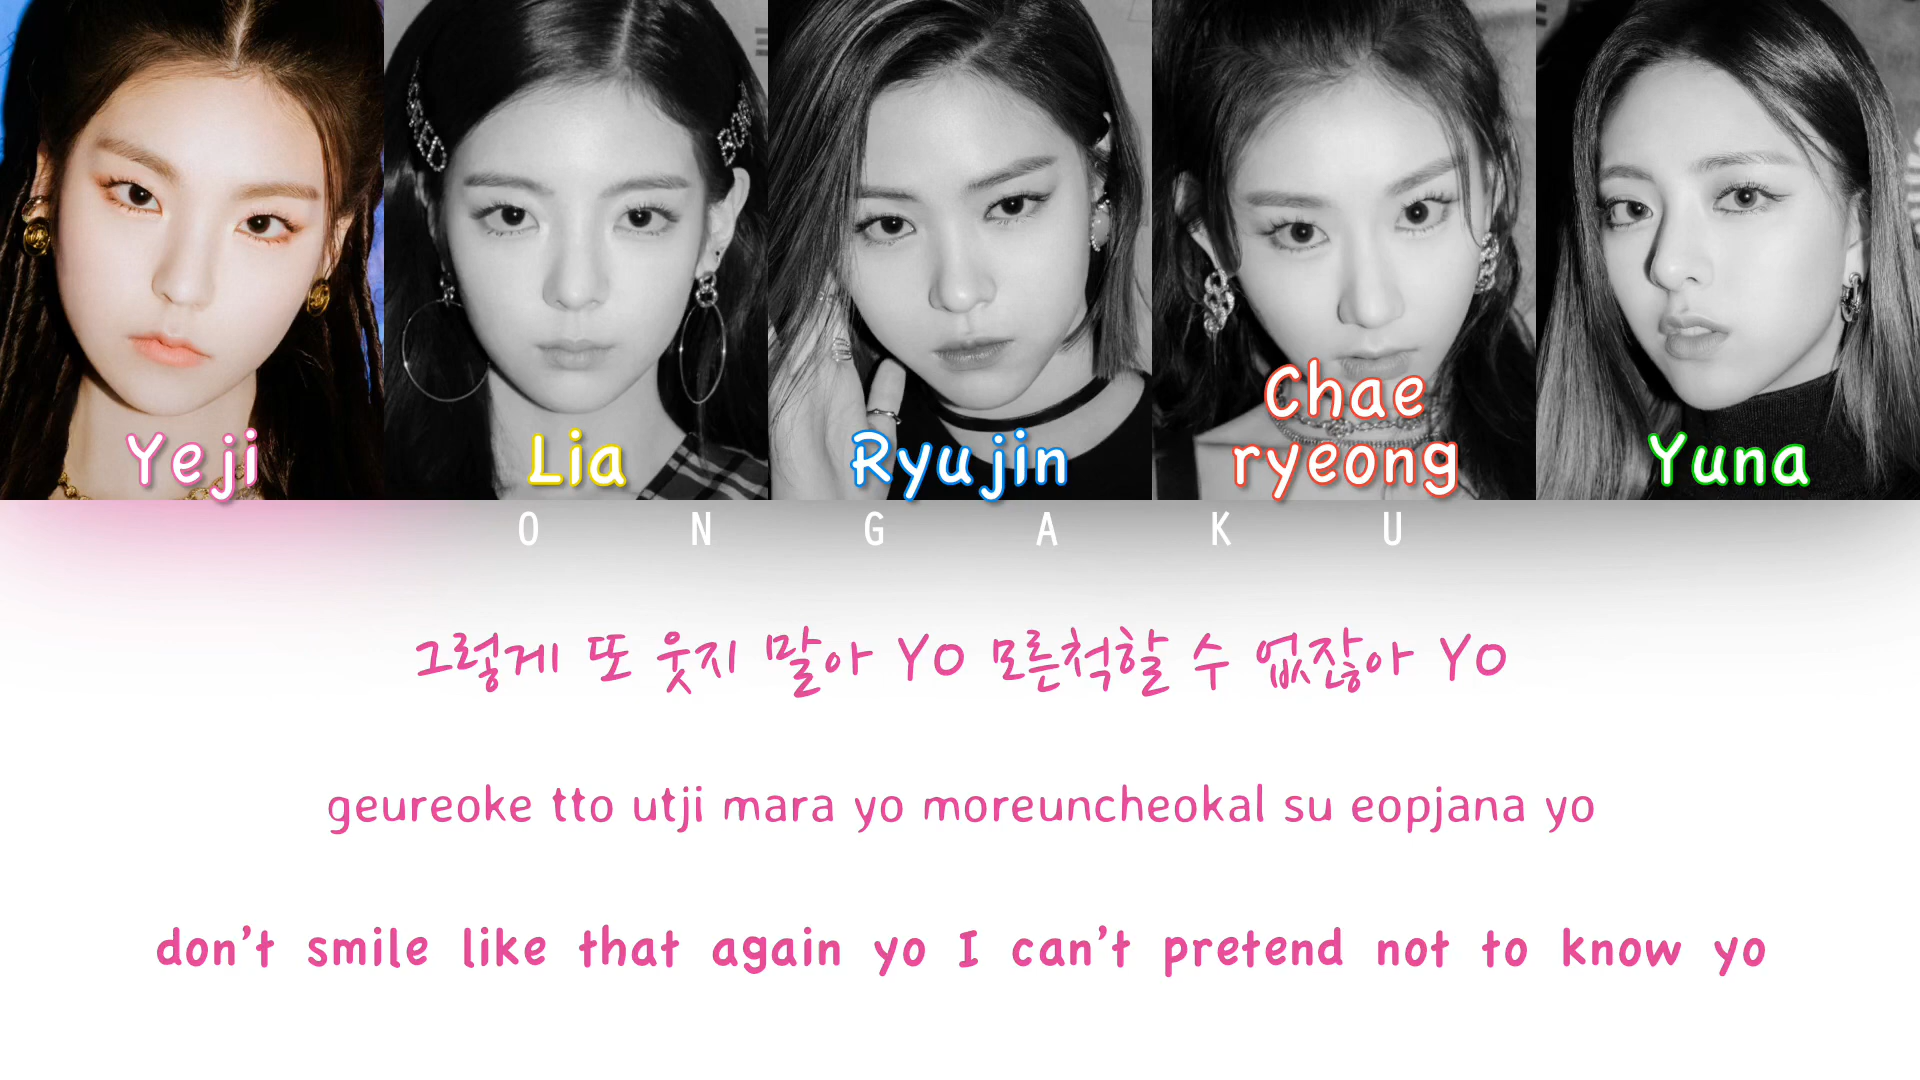 Yeji
Lia
Ryujin
Chae
ryeong
Yuna
O N G A K U
그렇게 또 웃지 말아 YO 모른척할 수 없잖아 YO
geureoke tto utji mara yo moreuncheokal su eopjana yo
don't smile like that again yo I can't pretend not to know yo